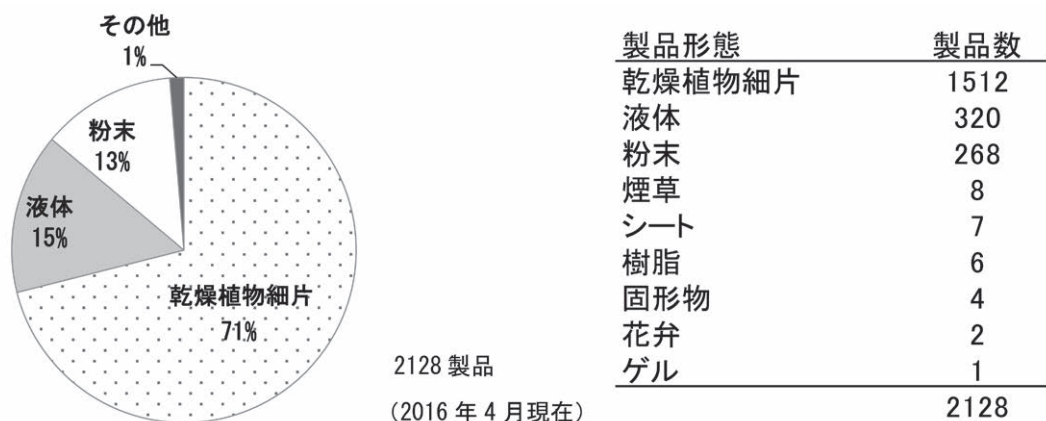 その他
1%
粉末
13%
液体
15%
乾燥植物細片
71%
2128 製品
(2016 年 4 月現在)
製品形態 製品数
乾燥植物細片 1512
液体 320
粉末 268
煙草 8
シート 7
樹脂 6
固形物 4
花弁 2
ゲル 1
2128